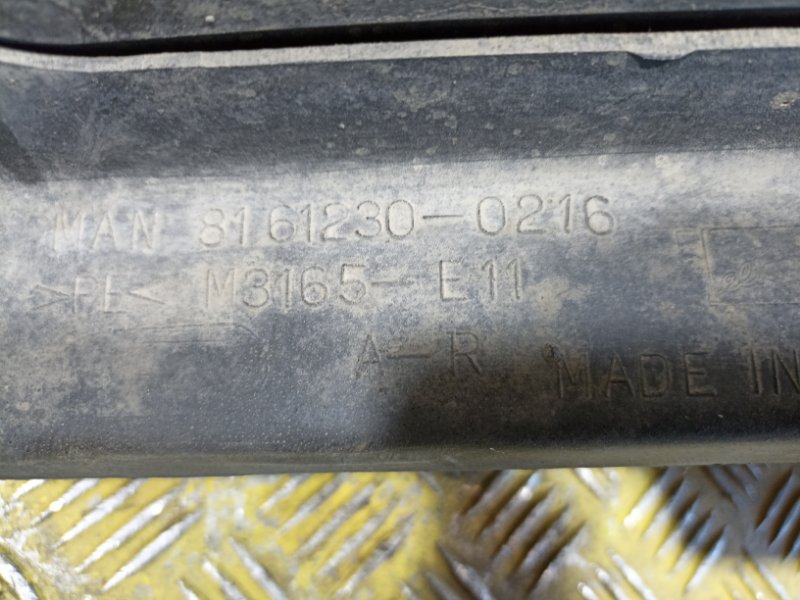 MAN 8161230-0216
>PE< M3165-E11
A-R MADE IN